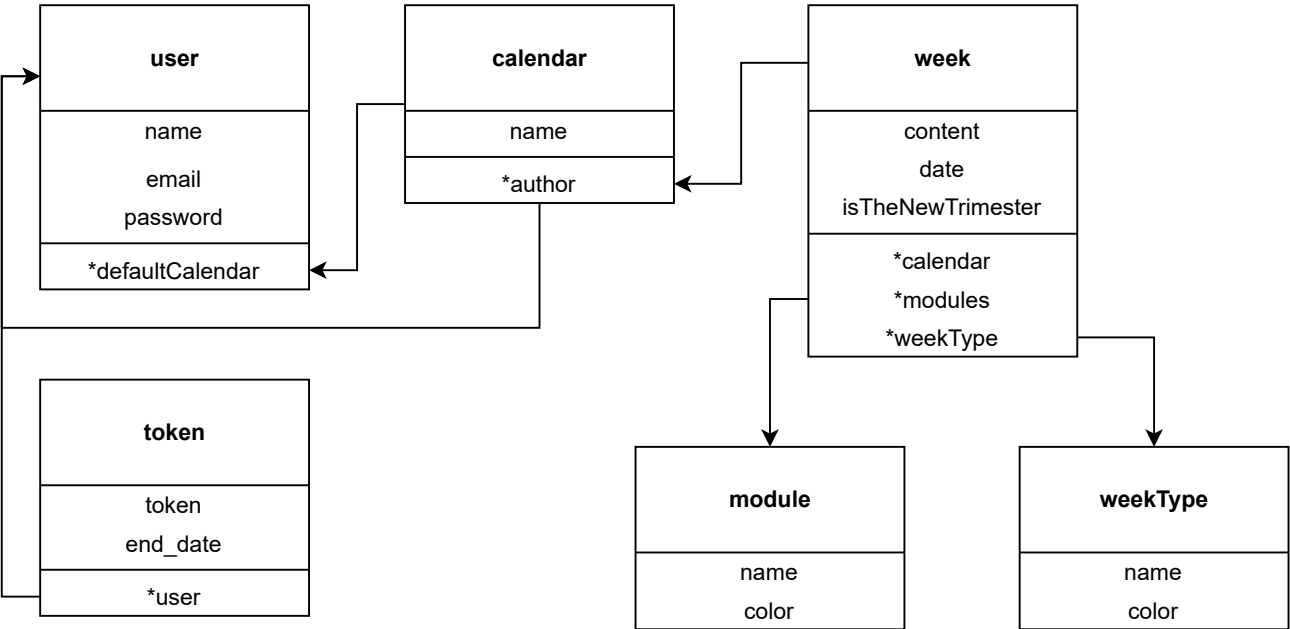 user
name
email
password
*defaultCalendar
calendar
name
*author
week
content
date
isTheNewTrimester
*calendar
*modules
*weekType
token
token
end_date
*user
module
name
color
weekType
name
color